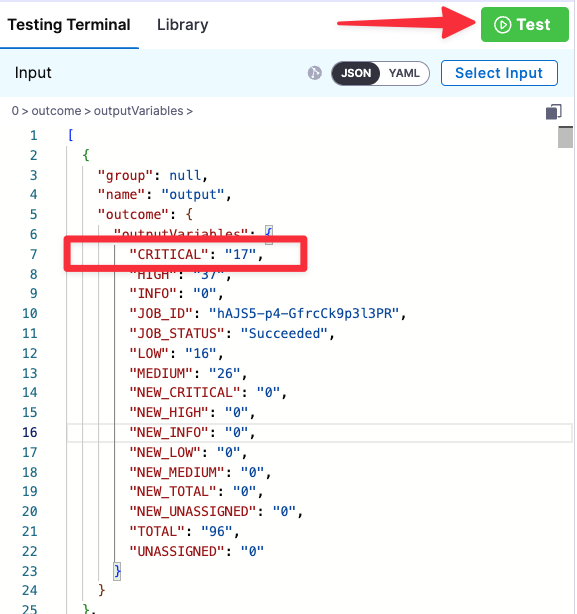 Testing Terminal Library Test
Input JSON YAML Select Input
0 > outcome > outputVariables >
1 [
2 {
3 "group": null,
4 "name": "output",
5 "outcome": {
6 "outputVariables": {
7 "CRITICAL": "17",
8 "HIGH": "37",
9 "INFO": "0",
10 "JOB_ID": "hAJS5-p4-GfrcCk9p3l3PR",
11 "JOB_STATUS": "Succeeded",
12 "LOW": "16",
13 "MEDIUM": "26",
14 "NEW_CRITICAL": "0",
15 "NEW_HIGH": "0",
16 "NEW_INFO": "0",
17 "NEW_LOW": "0",
18 "NEW_MEDIUM": "0",
19 "NEW_TOTAL": "0",
20 "NEW_UNASSIGNED": "0",
21 "TOTAL": "96",
22 "UNASSIGNED": "0"
23 }
24 }
25 },